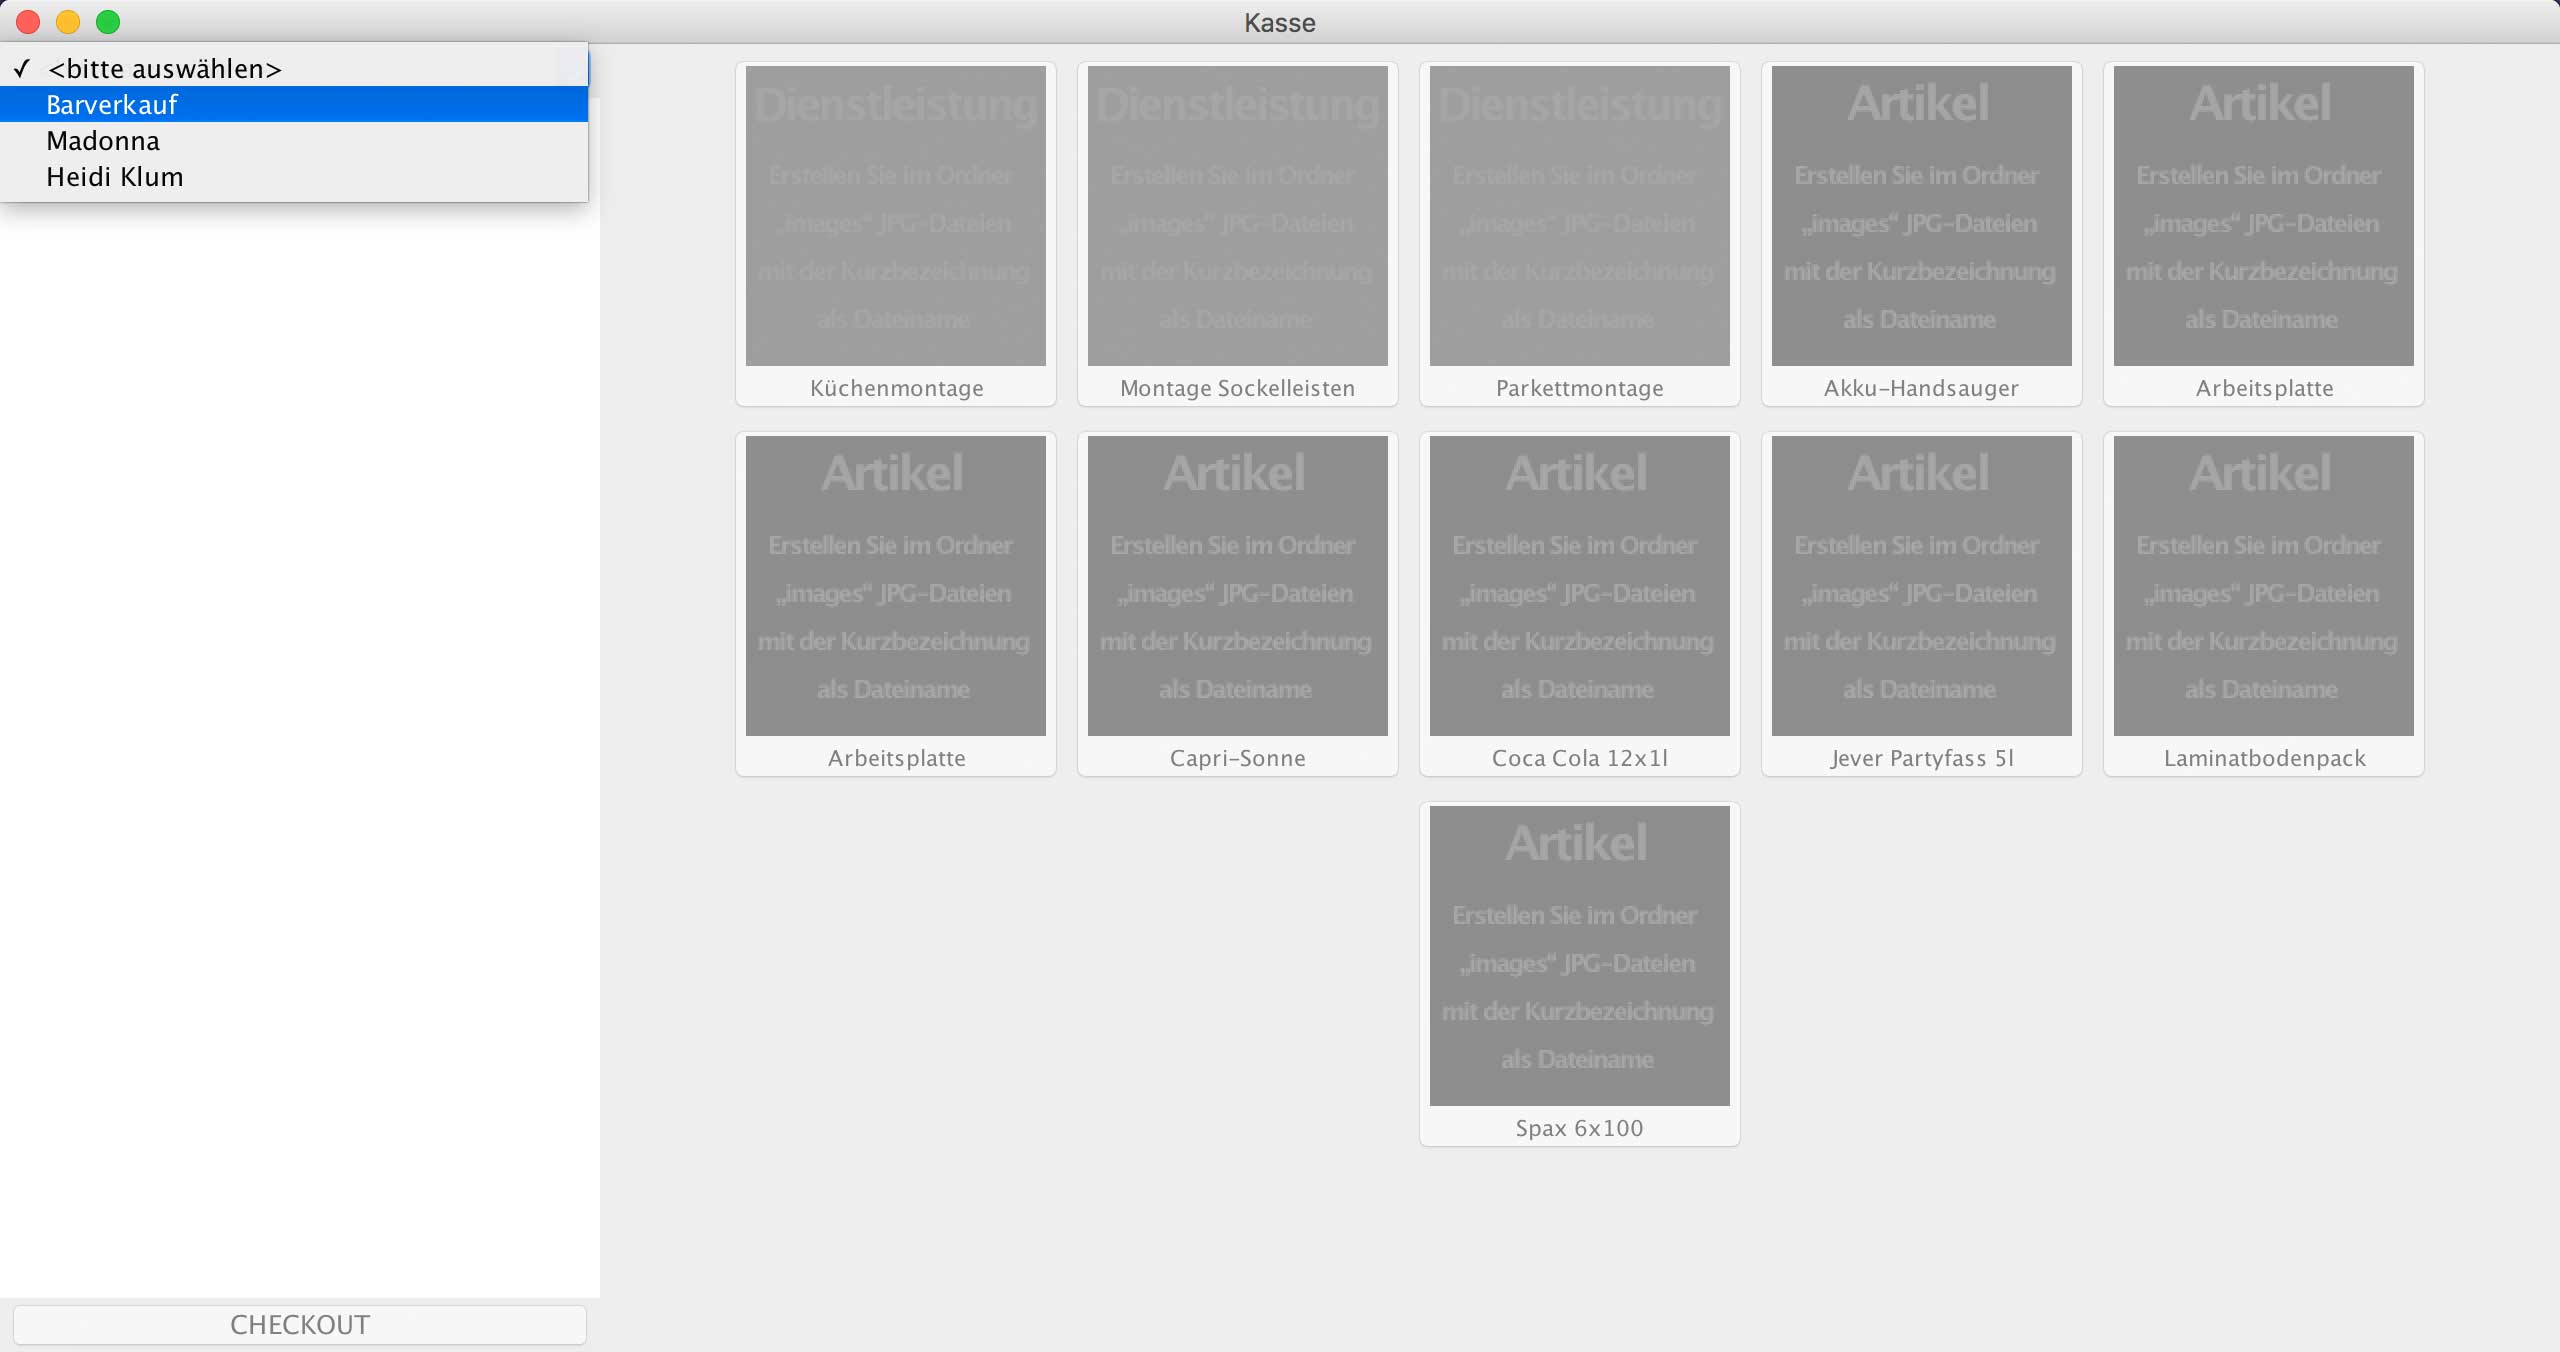 Kasse
✓ <bitte auswählen>
Barverkauf
Madonna
Heidi Klum
Dienstleistung
Erstellen Sie im Ordner
„images“ JPG-Dateien
mit der Kurzbezeichnung
als Dateiname
Küchenmontage
Dienstleistung
Erstellen Sie im Ordner
„images“ JPG-Dateien
mit der Kurzbezeichnung
als Dateiname
Montage Sockelleisten
Dienstleistung
Erstellen Sie im Ordner
„images“ JPG-Dateien
mit der Kurzbezeichnung
als Dateiname
Parkettmontage
Artikel
Erstellen Sie im Ordner
„images“ JPG-Dateien
mit der Kurzbezeichnung
als Dateiname
Akku-Handsauger
Artikel
Erstellen Sie im Ordner
„images“ JPG-Dateien
mit der Kurzbezeichnung
als Dateiname
Arbeitsplatte
Artikel
Erstellen Sie im Ordner
„images“ JPG-Dateien
mit der Kurzbezeichnung
als Dateiname
Arbeitsplatte
Artikel
Erstellen Sie im Ordner
„images“ JPG-Dateien
mit der Kurzbezeichnung
als Dateiname
Capri-Sonne
Artikel
Erstellen Sie im Ordner
„images“ JPG-Dateien
mit der Kurzbezeichnung
als Dateiname
Coca Cola 12x1l
Artikel
Erstellen Sie im Ordner
„images“ JPG-Dateien
mit der Kurzbezeichnung
als Dateiname
Jever Partyfass 5l
Artikel
Erstellen Sie im Ordner
„images“ JPG-Dateien
mit der Kurzbezeichnung
als Dateiname
Laminatbodenpack
Artikel
Erstellen Sie im Ordner
„images“ JPG-Dateien
mit der Kurzbezeichnung
als Dateiname
Spax 6x100
CHECKOUT